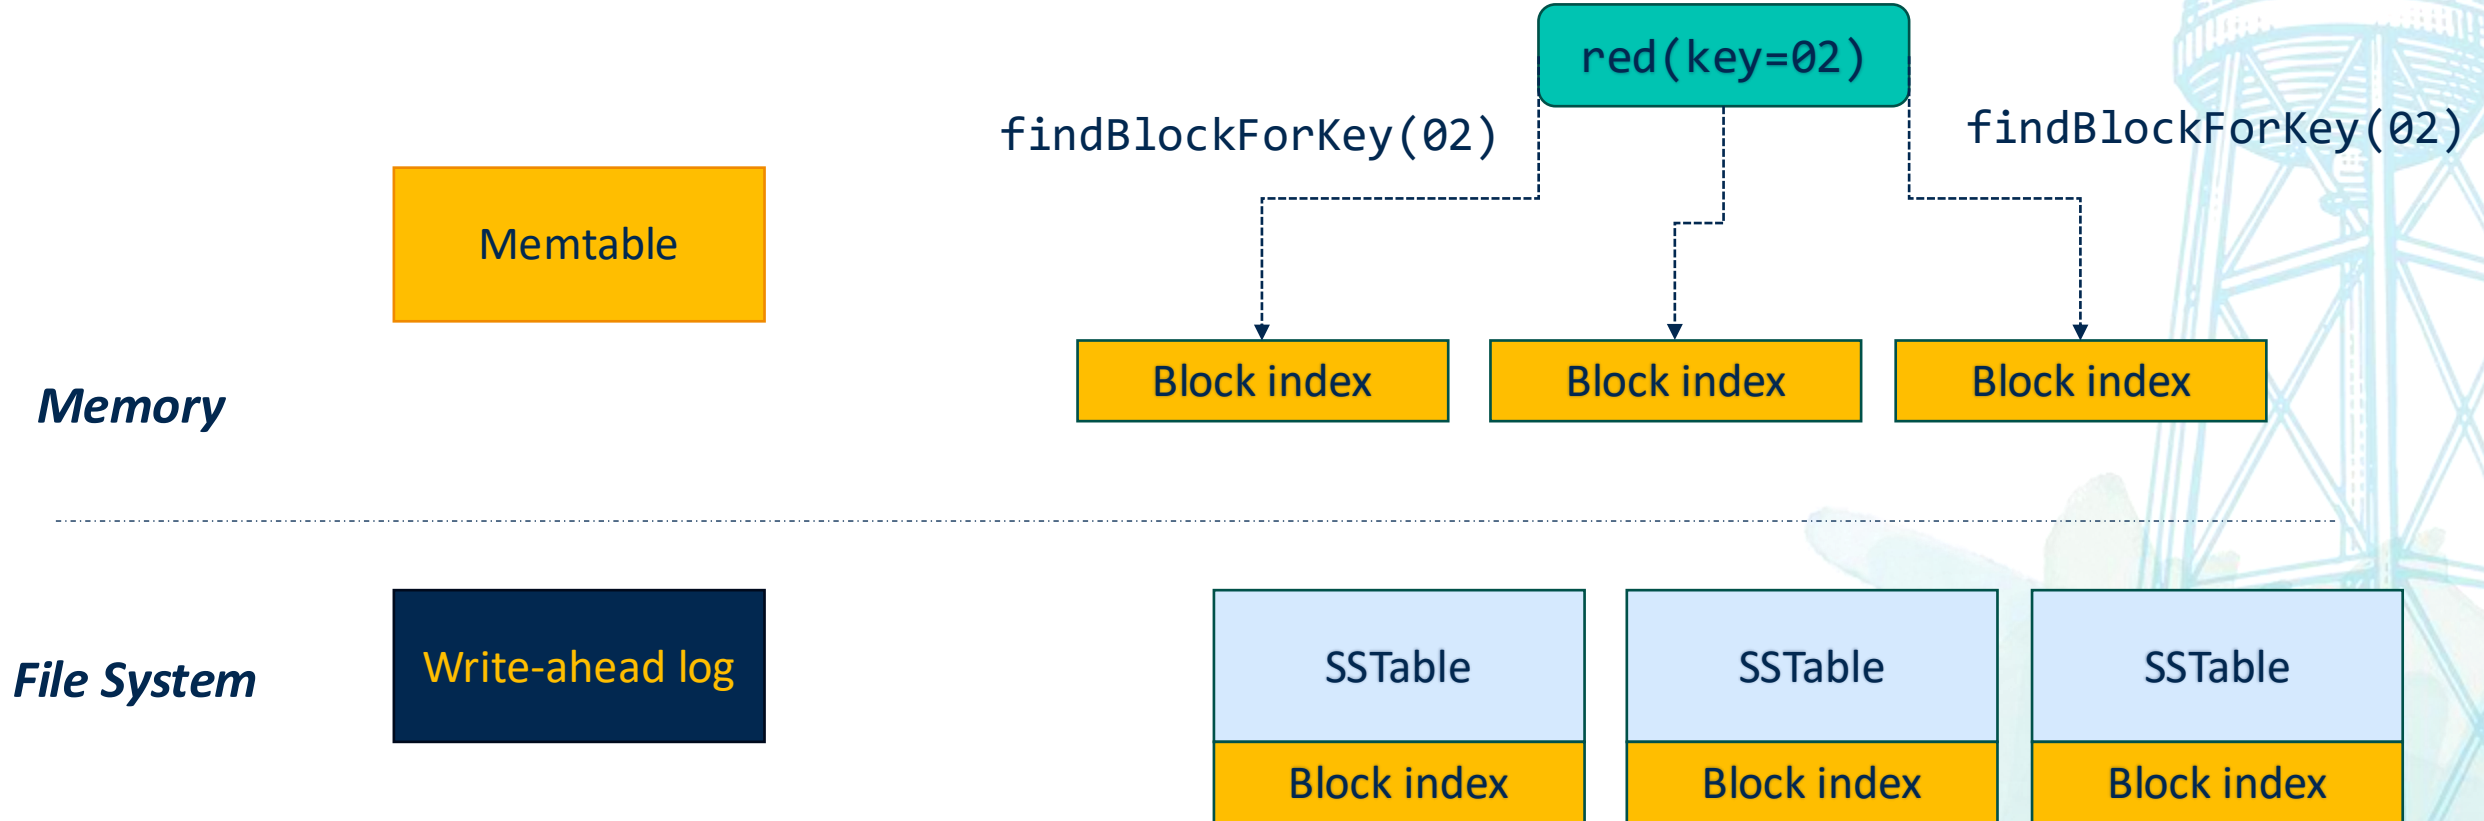 red(key=02)
findBlockForKey(02)
findBlockForKey(02)
Memtable
Block index
Block index
Block index
Memory
File System
Write-ahead log
SSTable
SSTable
SSTable
Block index
Block index
Block index